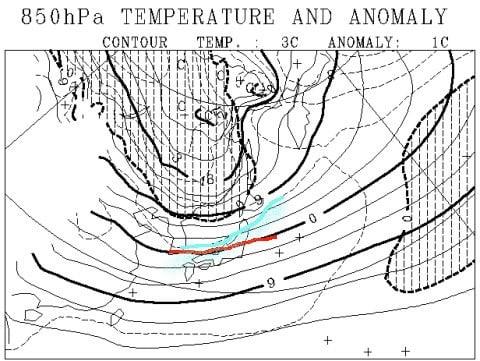 850hPa TEMPERATURE AND ANOMALY
CONTOUR TEMP. : 3C ANOMALY: 1C
C
C
-18
-9
0
0
9